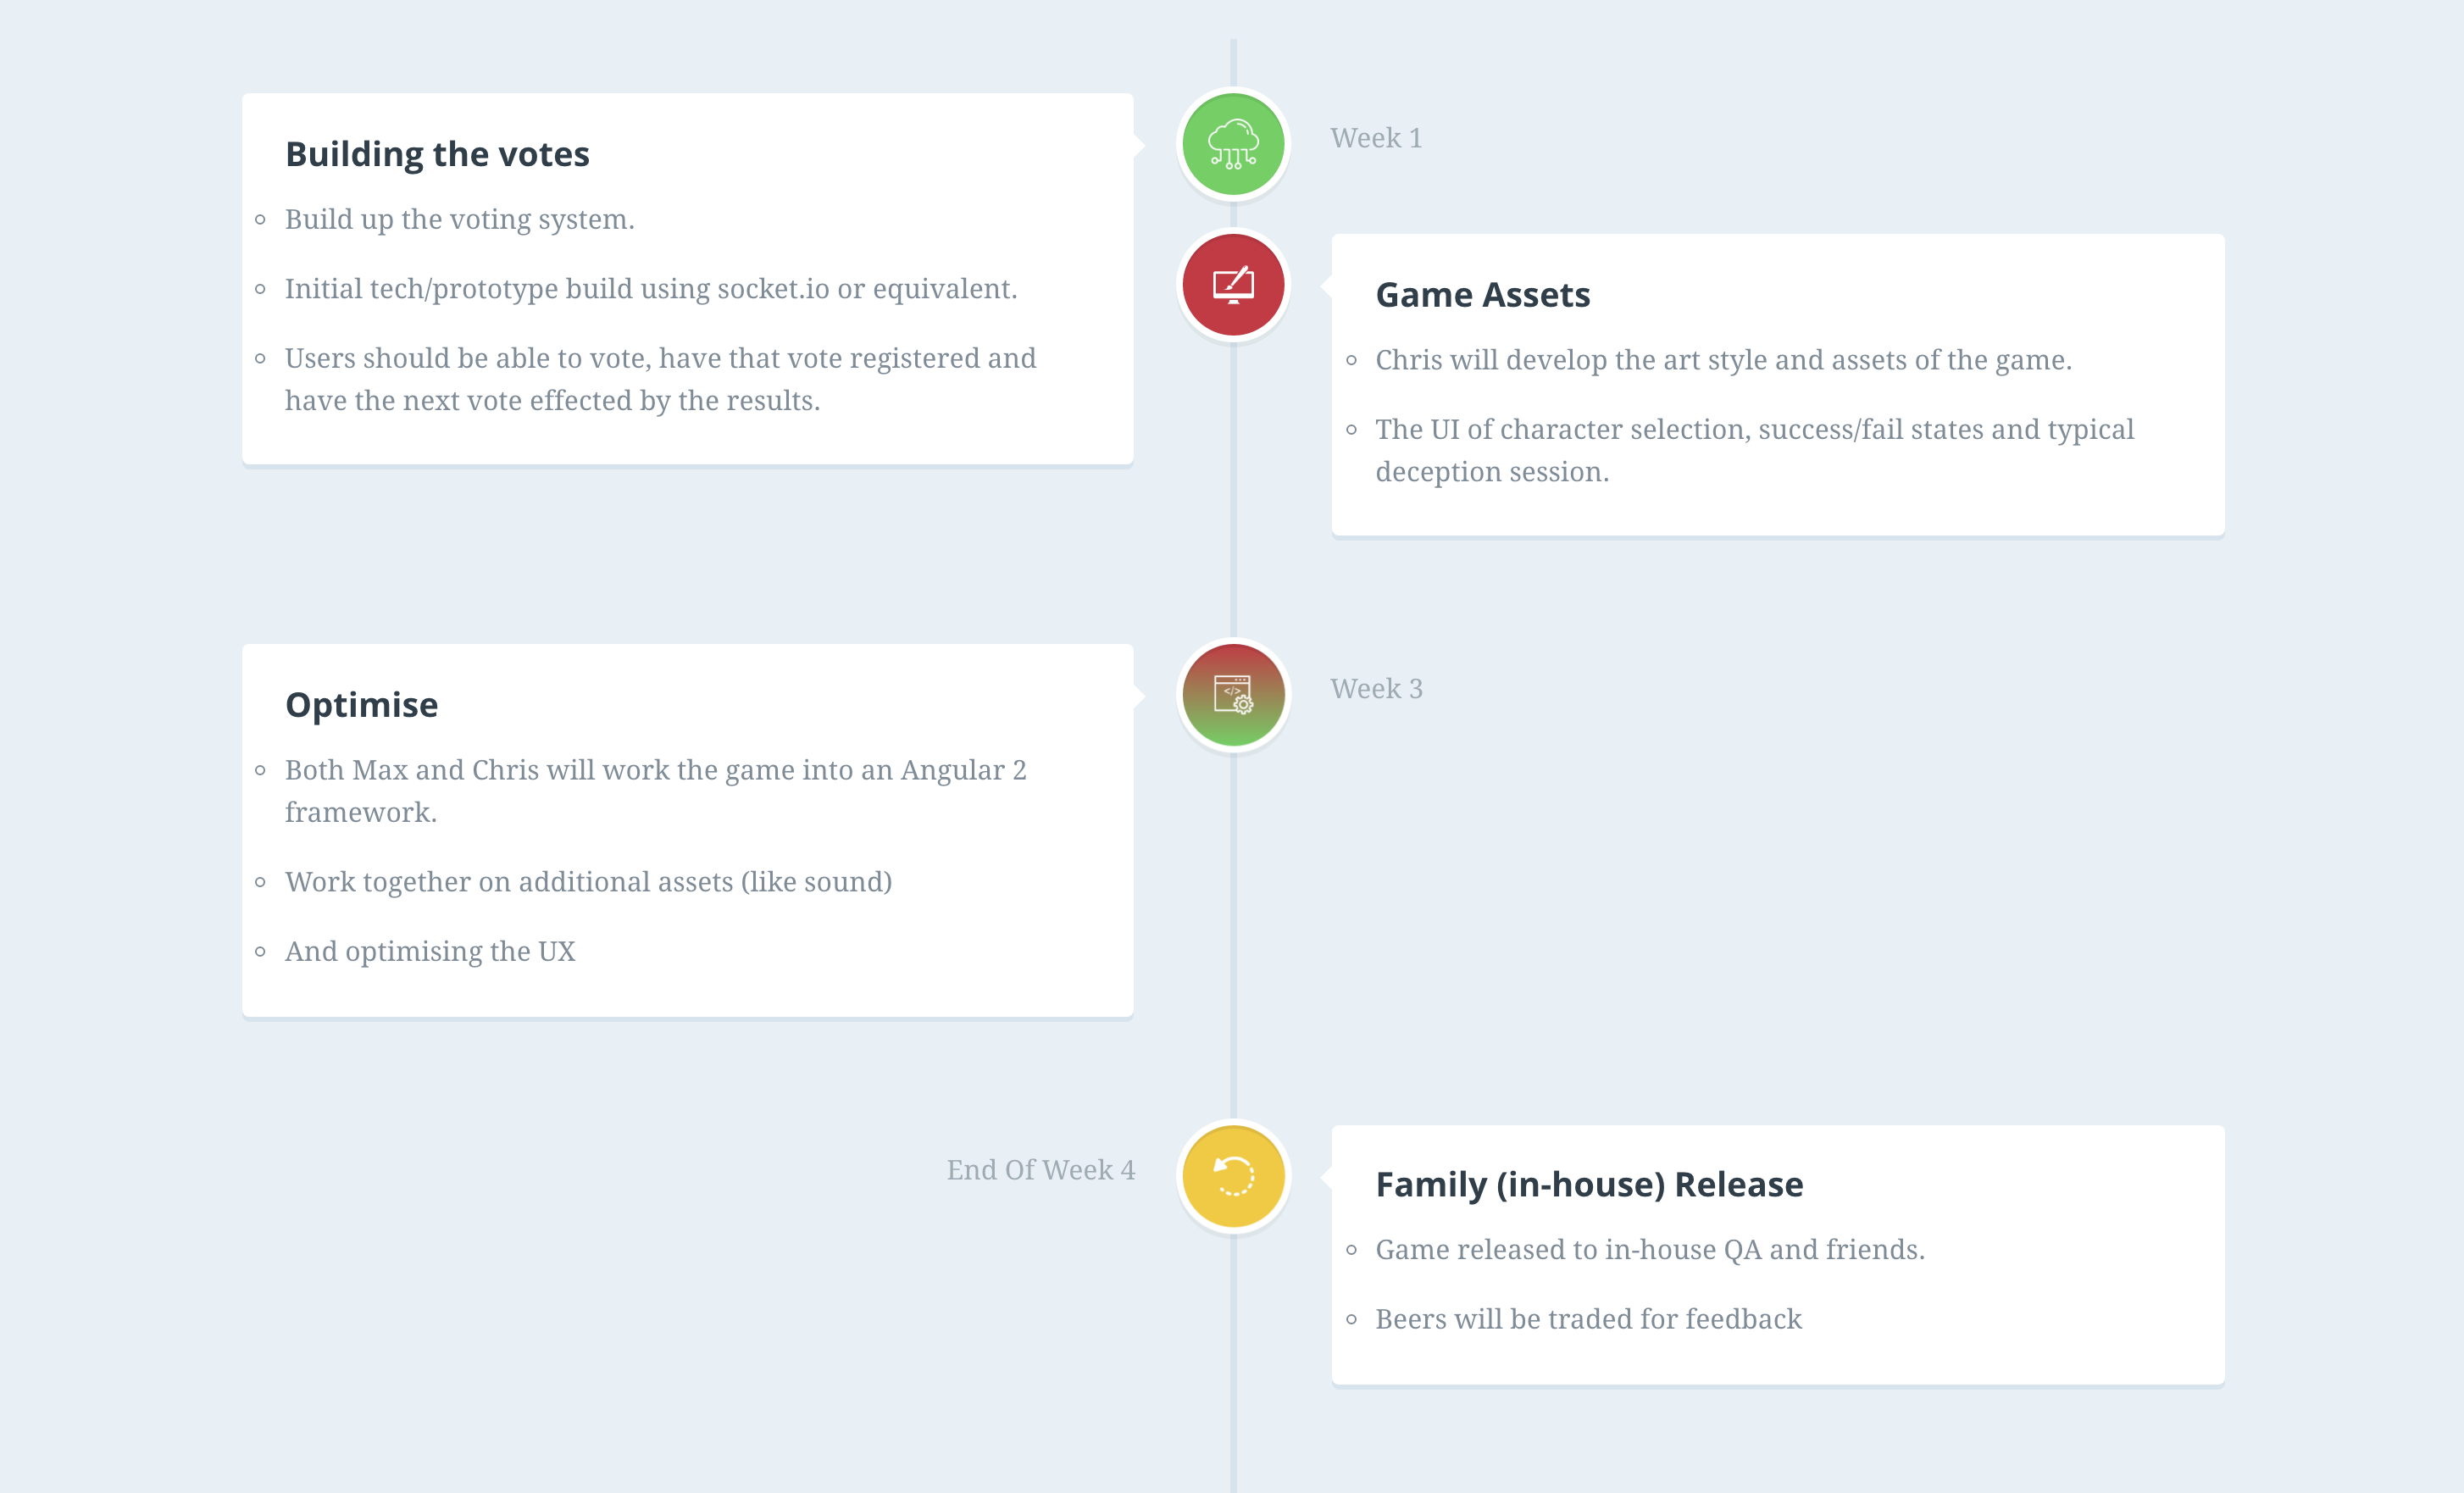 Building the votes
Week 1
Build up the voting system.
Initial tech/prototype build using socket.io or equivalent.
Users should be able to vote, have that vote registered and
have the next vote effected by the results.
Game Assets
Chris will develop the art style and assets of the game.
The UI of character selection, success/fail states and typical
deception session.
Optimise
Week 3
Both Max and Chris will work the game into an Angular 2
framework.
Work together on additional assets (like sound)
And optimising the UX
End Of Week 4
Family (in-house) Release
Game released to in-house QA and friends.
Beers will be traded for feedback